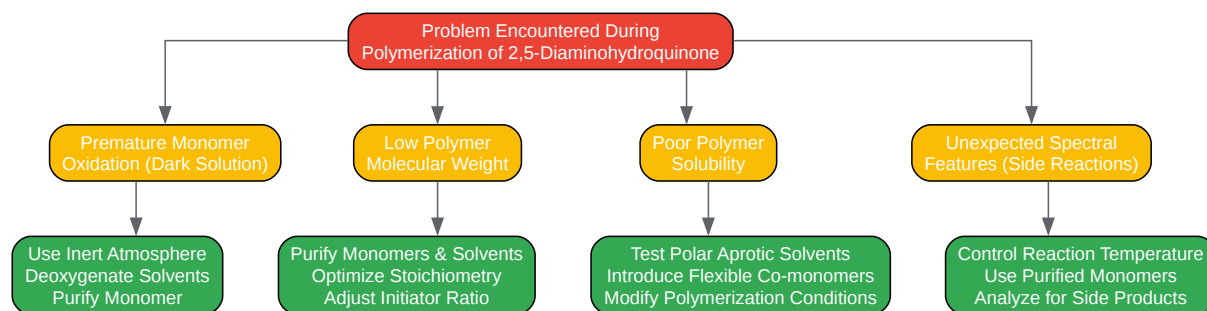 Problem Encountered During
Polymerization of 2,5-Diaminohydroquinone
Premature Monomer
Oxidation (Dark Solution)
Low Polymer
Molecular Weight
Poor Polymer
Solubility
Unexpected Spectral
Features (Side Reactions)
Use Inert Atmosphere
Deoxygenate Solvents
Purify Monomer
Purify Monomers & Solvents
Optimize Stoichiometry
Adjust Initiator Ratio
Test Polar Aprotic Solvents
Introduce Flexible Co-monomers
Modify Polymerization Conditions
Control Reaction Temperature
Use Purified Monomers
Analyze for Side Products